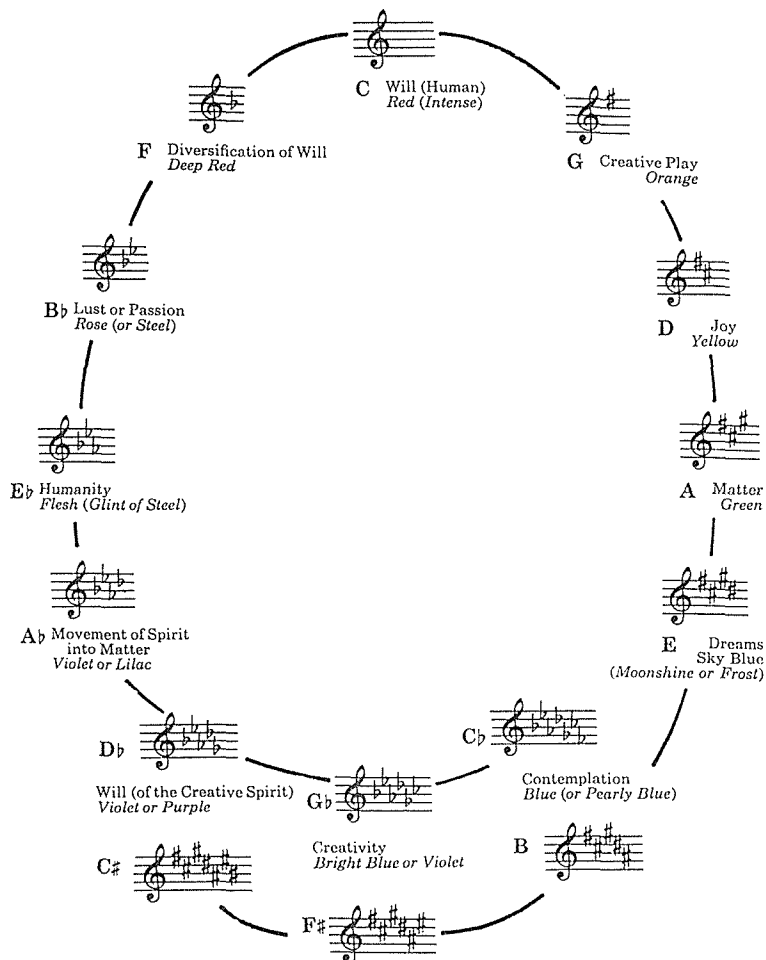 C Will (Human)
Red (Intense)
G Creative Play
Orange
D Joy
Yellow
A Matter
Green
E Dreams
Sky Blue
(Moonshine or Frost)
C♭
Contemplation
Blue (or Pearly Blue)
B
G♭
Creativity
Bright Blue or Violet
F♯
D♭
Will (of the Creative Spirit)
Violet or Purple
C♯
A♭ Movement of Spirit
into Matter
Violet or Lilac
E♭ Humanity
Flesh (Glint of Steel)
B♭ Lust or Passion
Rose (or Steel)
F Diversification of Will
Deep Red